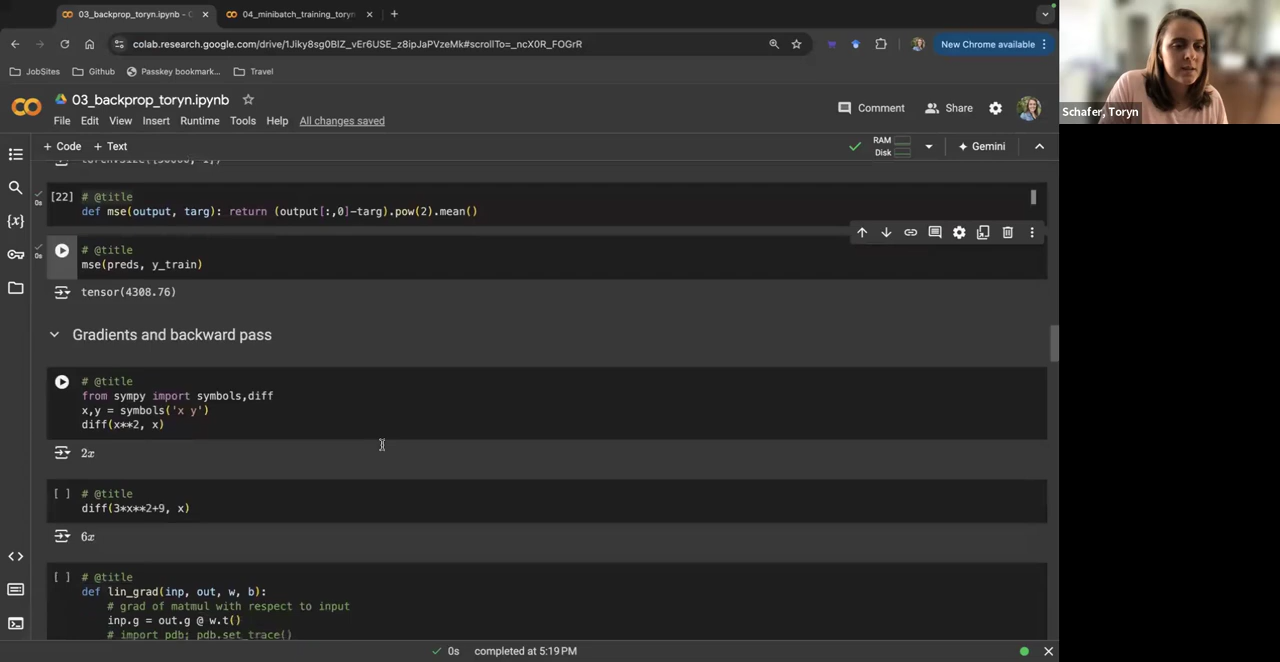 03_backprop_toryn.ipynb - C
04_minibatch_training_toryn
colab.research.google.com/drive/1Jiky8sg0BIZ_vEr6USE_z8ipJaPVzeMk#scrollTo=_ncX0R_FOGrR
New Chrome available
JobSites
Github
Passkey bookmark...
Travel
03_backprop_toryn.ipynb
File Edit View Insert Runtime Tools Help All changes saved
Comment
Share
Schafer, Toryn
+ Code + Text
RAM
Disk
Gemini
[22]
0s
# @title
def mse(output, targ): return (output[:,0]-targ).pow(2).mean()
0s
# @title
mse(preds, y_train)
tensor(4308.76)
Gradients and backward pass
# @title
from sympy import symbols,diff
x,y = symbols('x y')
diff(x**2, x)
2x
[ ]
# @title
diff(3*x**2+9, x)
6x
[ ]
# @title
def lin_grad(inp, out, w, b):
# grad of matmul with respect to input
inp.g = out.g @ w.t()
# import pdb; pdb.set_trace()
0s completed at 5:19 PM